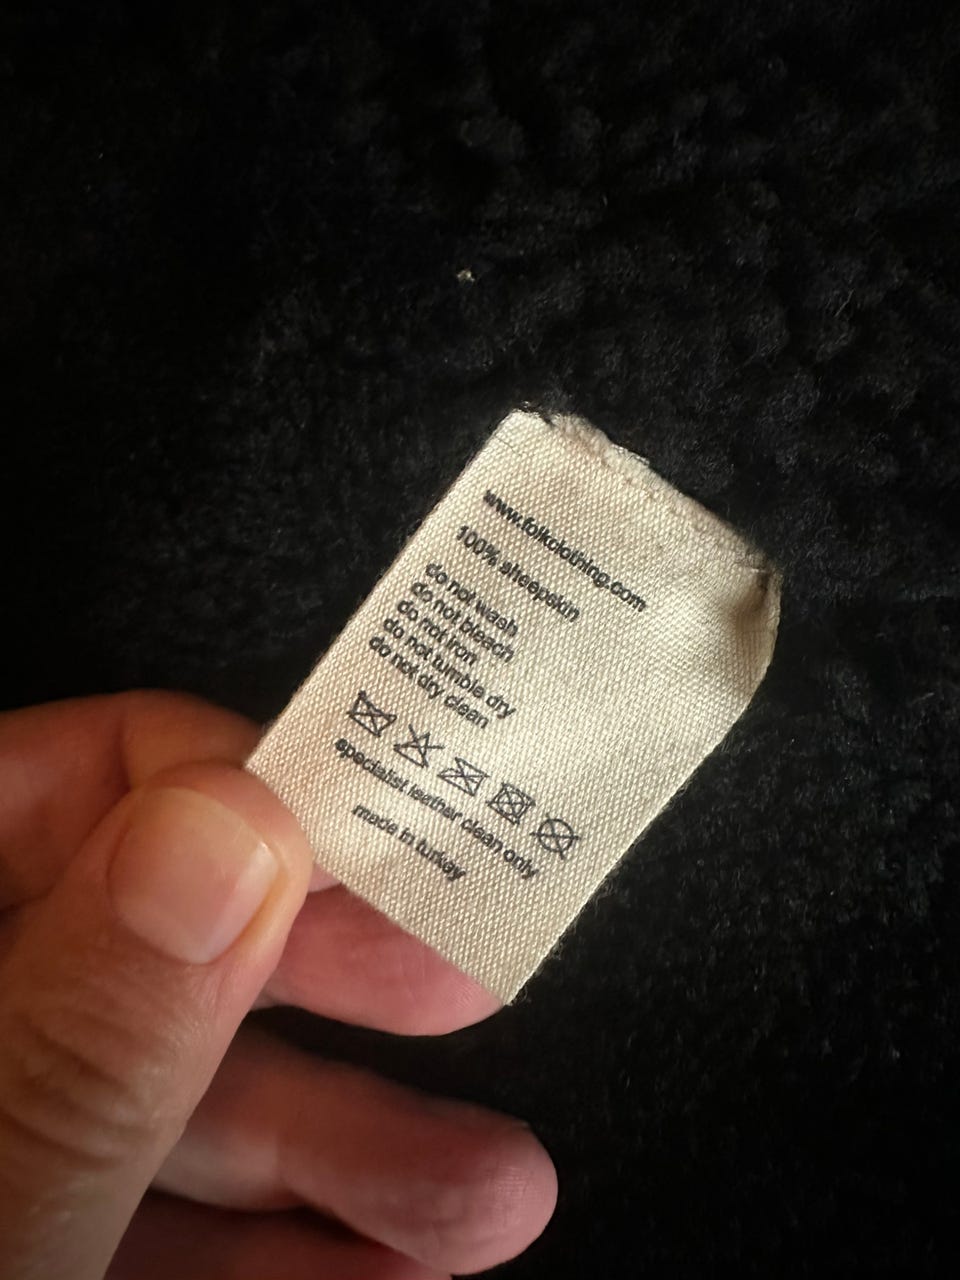 www.folkclothing.com
100% sheepskin
do not wash
do not bleach
do not iron
do not tumble dry
do not dry clean
specialist leather clean only
made in turkey